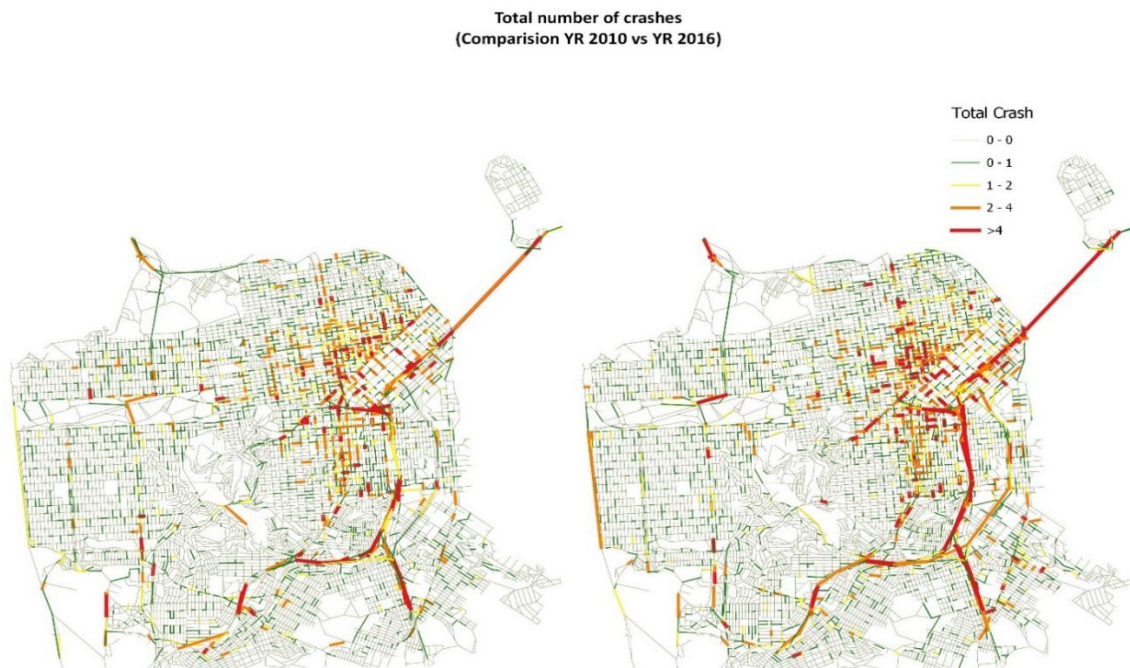 Total number of crashes
(Comparision YR 2010 vs YR 2016)
Total Crash
0 - 0
0 - 1
1 - 2
2 - 4
>4